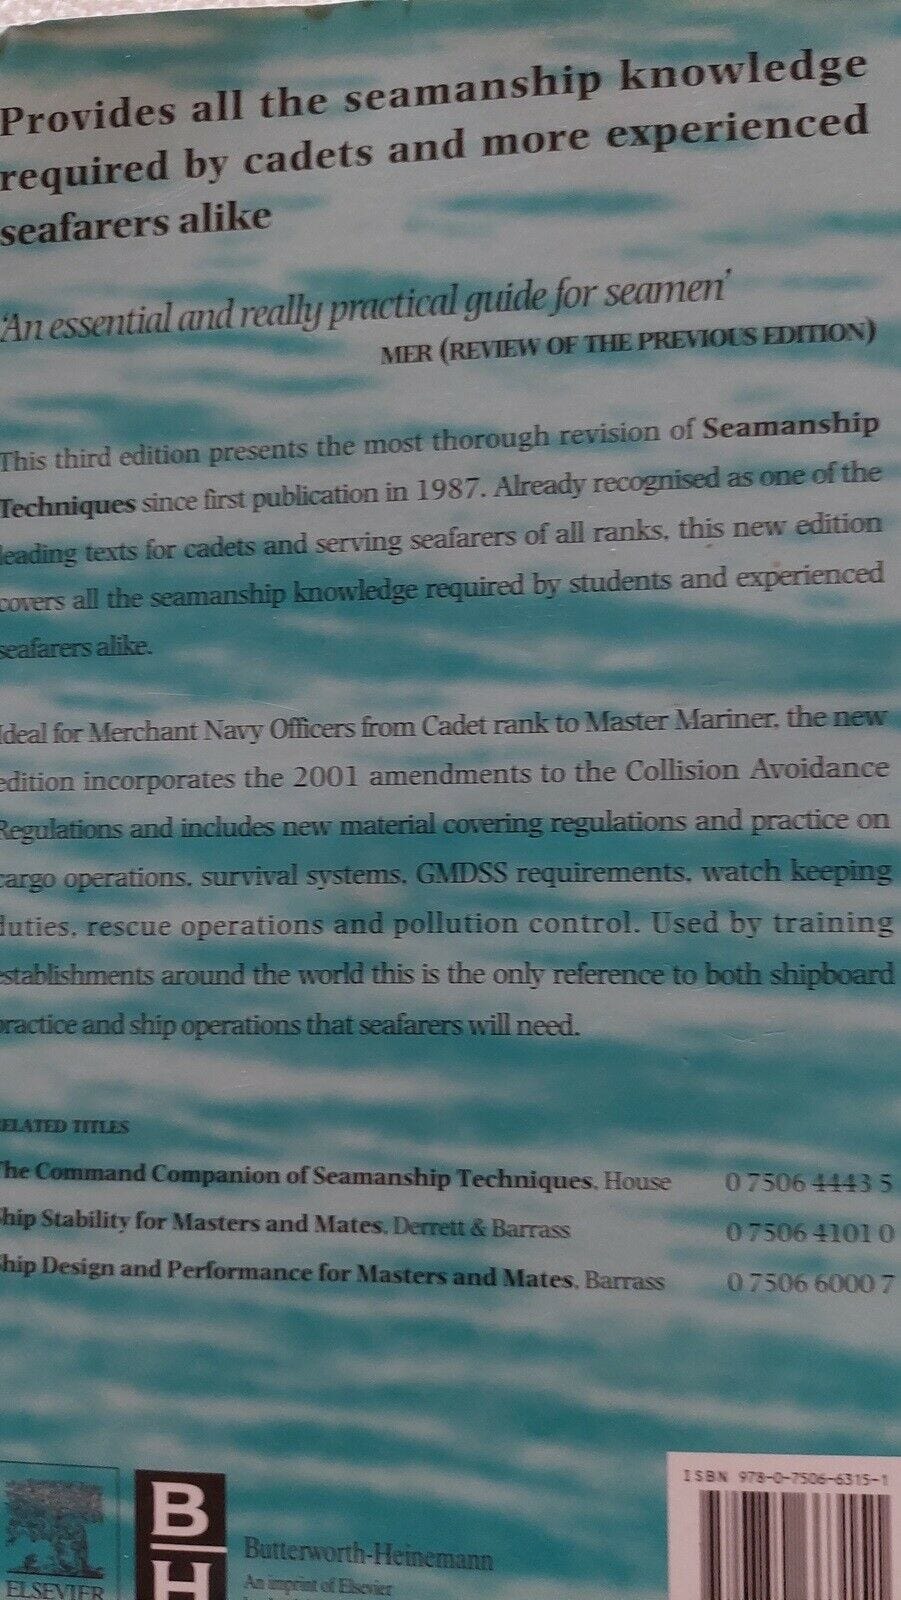 Provides all the seamanship knowledge
required by cadets and more experienced
seafarers alike
'An essential and really practical guide for seamen'
MER (REVIEW OF THE PREVIOUS EDITION)
This third edition presents the most thorough revision of Seamanship
Techniques since first publication in 1987. Already recognised as one of the
leading texts for cadets and serving seafarers of all ranks, this new edition
covers all the seamanship knowledge required by students and experienced
seafarers alike.
Ideal for Merchant Navy Officers from Cadet rank to Master Mariner, the new
edition incorporates the 2001 amendments to the Collision Avoidance
Regulations and includes new material covering regulations and practice on
cargo operations, survival systems, GMDSS requirements, watch keeping
duties, rescue operations and pollution control. Used by training
establishments around the world this is the only reference to both shipboard
practice and ship operations that seafarers will need.
RELATED TITLES
The Command Companion of Seamanship Techniques, House 0 7506 4443 5
Ship Stability for Masters and Mates, Derrett & Barrass 0 7506 4101 0
Ship Design and Performance for Masters and Mates, Barrass 0 7506 6000 7
ISBN 978-0-7506-6315-1
B
H
Butterworth-Heinemann
An imprint of Elsevier
ELSEVIER